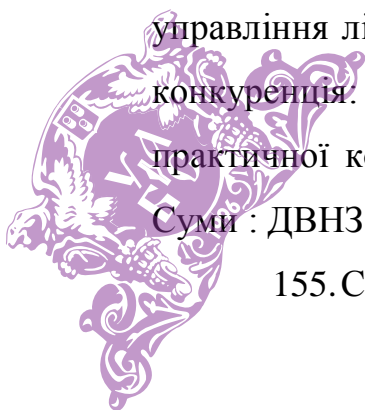 управління лі
конкуренція:
практичної к
Суми : ДВНЗ
155. С